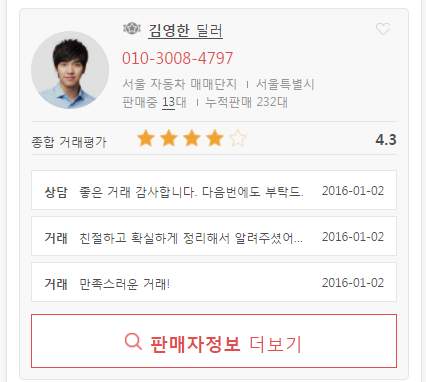 김영한 딜러
010-3008-4797
서울 자동차 매매단지 | 서울특별시
판매중 13대 | 누적판매 232대
종합 거래평가 4.3
상담 좋은 거래 감사합니다. 다음번에도 부탁드. 2016-01-02
거래 친절하고 확실하게 정리해서 알려주셨어... 2016-01-02
거래 만족스러운 거래! 2016-01-02
판매자정보 더보기